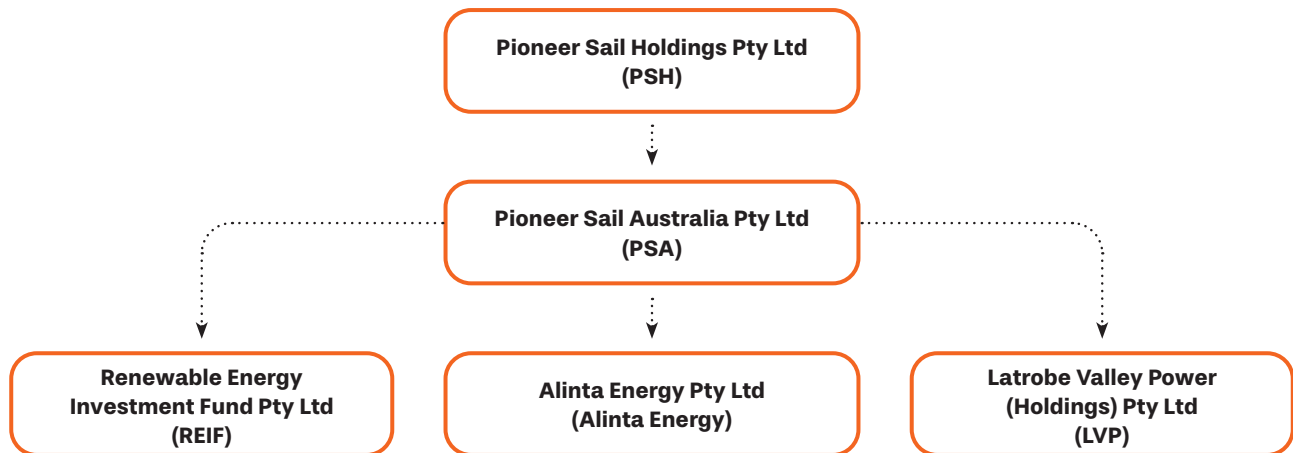 Pioneer Sail Holdings Pty Ltd
(PSH)
Pioneer Sail Australia Pty Ltd
(PSA)
Renewable Energy
Investment Fund Pty Ltd
(REIF)
Alinta Energy Pty Ltd
(Alinta Energy)
Latrobe Valley Power
(Holdings) Pty Ltd
(LVP)